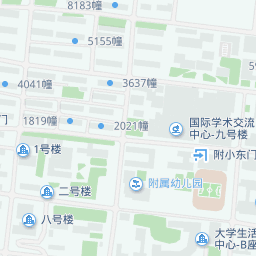 8183幢
5155幢
59
4041幢
3637幢
1819幢
门
2021幢
国际学术交流
中心-九号楼
1号楼
附小东门
二号楼
附属幼儿园
八号楼
大学生活
中心-B座